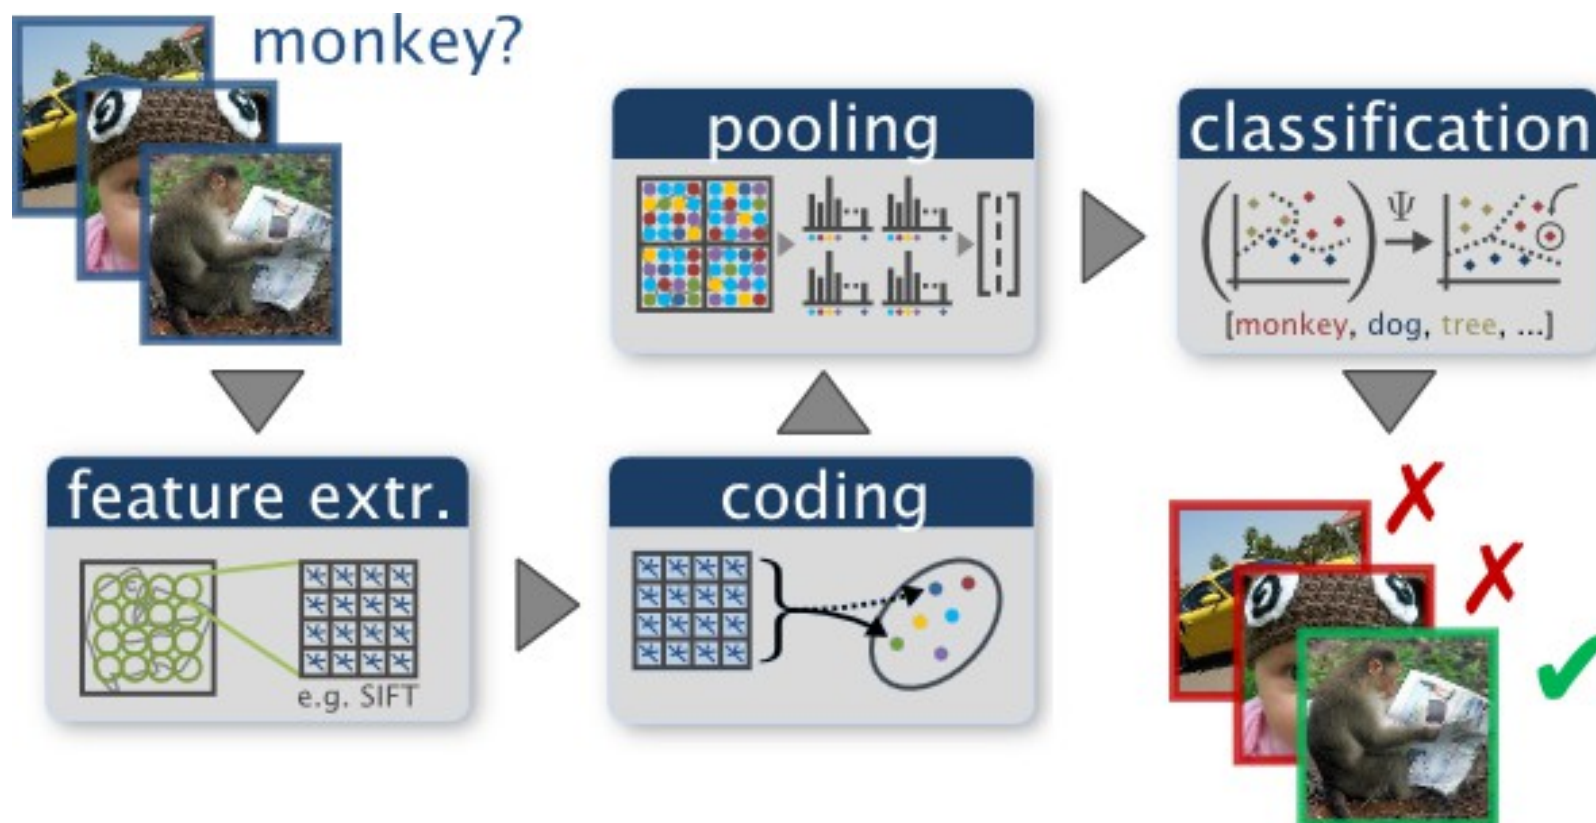 monkey?
feature extr.
e.g. SIFT
coding
pooling
classification
Ψ
[monkey, dog, tree, ...]